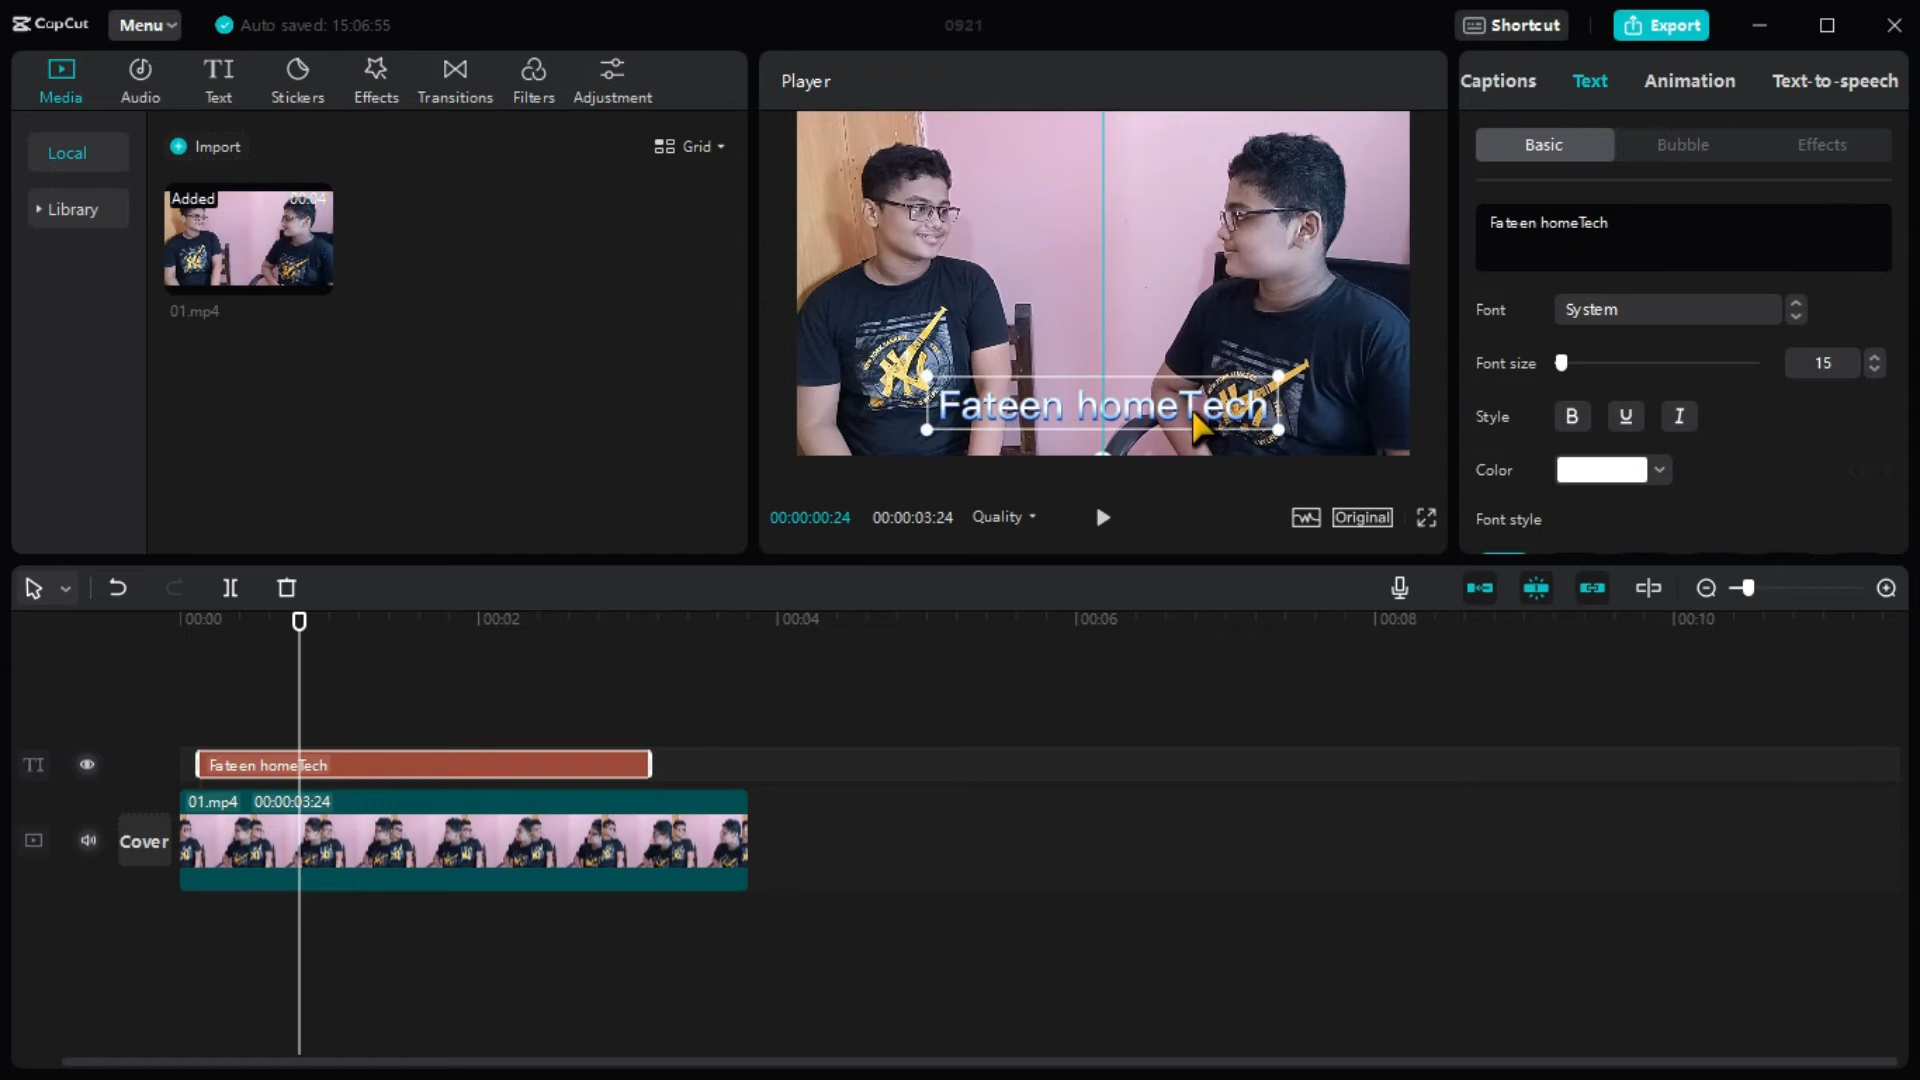 CapCut
Menu
Auto saved: 15:06:55
0921
Shortcut
Export
Media
Audio
TI
Text
Stickers
Effects
Transitions
Filters
Adjustment
Player
Captions
Text
Animation
Text-to-speech
Local
Library
Import
Grid
Added
00:04
01.mp4
Fateen homeTech
00:00:00:24
00:00:03:24
Quality
Original
Basic
Bubble
Effects
Fateen homeTech
Font
System
Font size
15
Style
B
U
I
Color
Font style
00:00
00:02
00:04
00:06
00:08
00:10
TI
Fateen homeTech
01.mp4
00:00:03:24
Cover